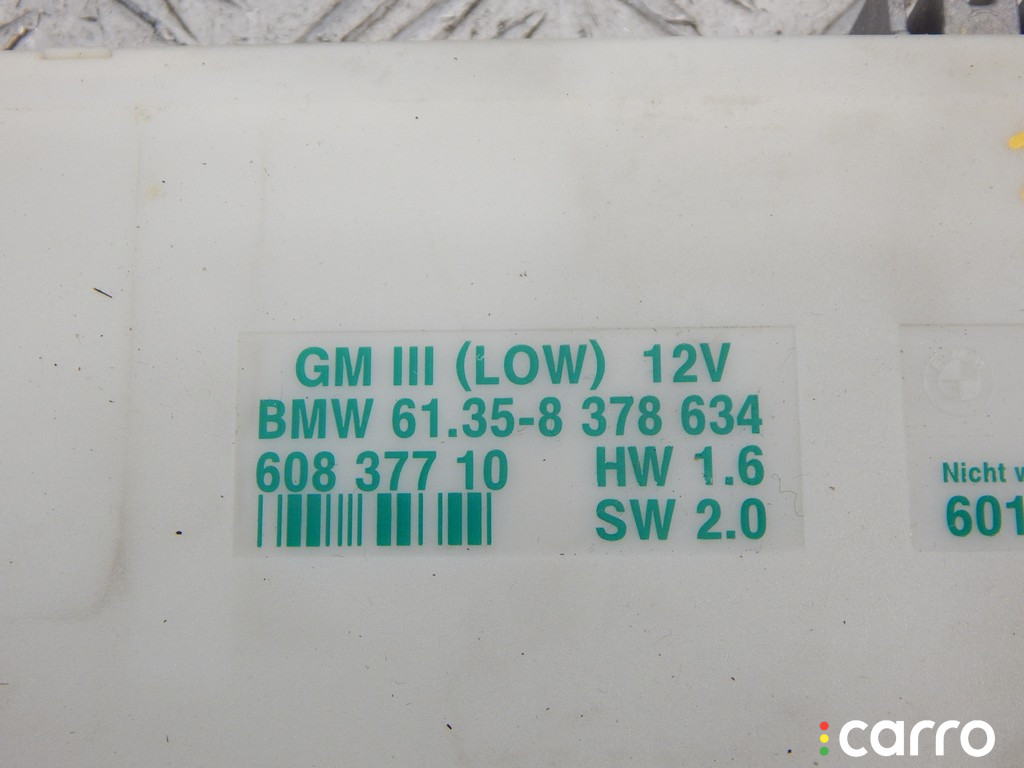 GM III (LOW) 12V
BMW 61.35-8 378 634
608 377 10 HW 1.6
SW 2.0
Nicht
601
carro